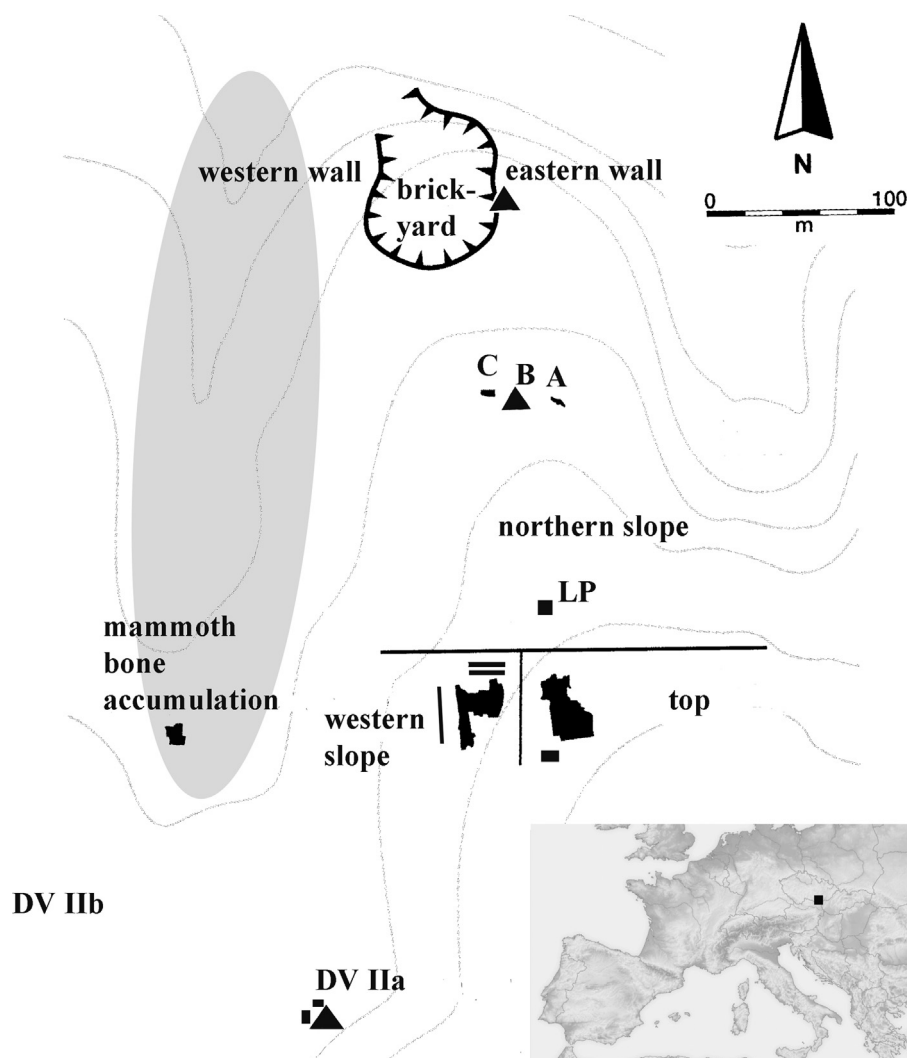 N
0 100
m
western wall
eastern wall
brick-
yard
C B A
northern slope
LP
mammoth
bone
accumulation
western
slope
top
DV IIb
DV IIa